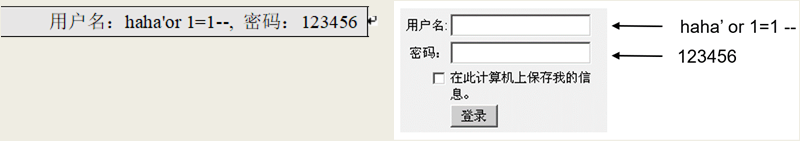 用户名：haha'or 1=1--, 密码：123456
用户名: haha’ or 1=1 --
密码： 123456
在此计算机上保存我的信
息。
登录